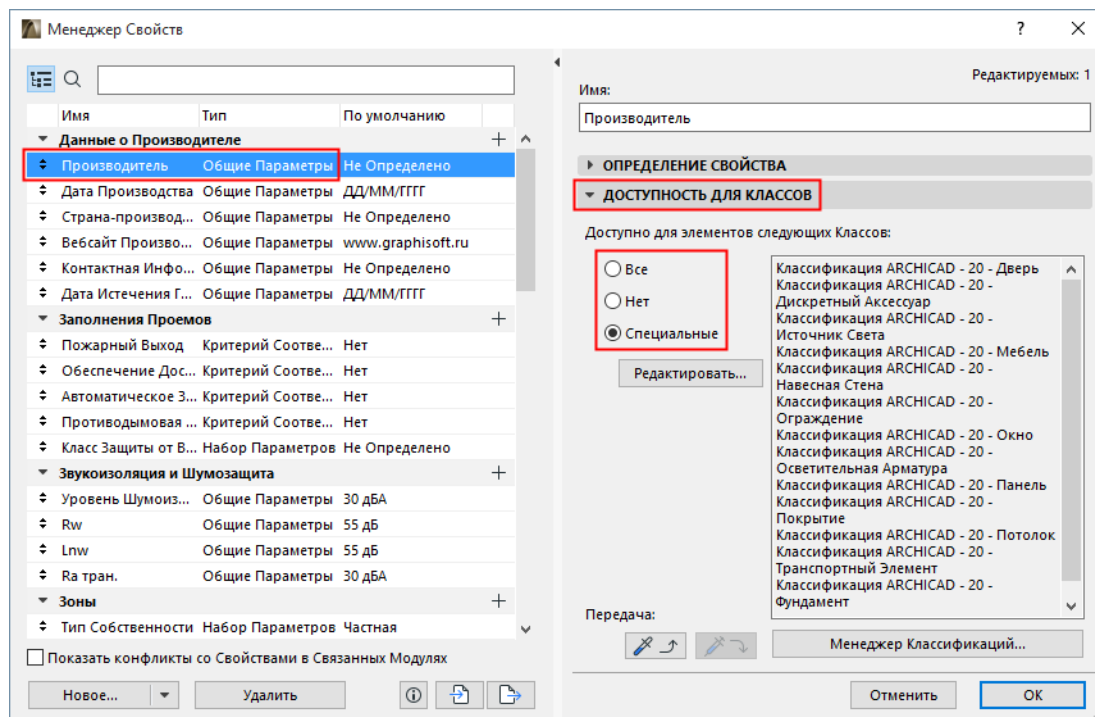 Менеджер Свойств
?
Имя Тип По умолчанию
Данные о Производителе
Производитель Общие Параметры Не Определено
Дата Производства Общие Параметры ДД/ММ/ГГГГ
Страна-производ... Общие Параметры Не Определено
Вебсайт Произво... Общие Параметры www.graphisoft.ru
Контактная Инфо... Общие Параметры Не Определено
Дата Истечения Г... Общие Параметры ДД/ММ/ГГГГ
Заполнения Проемов
Пожарный Выход Критерий Соотве... Нет
Обеспечение Дос... Критерий Соотве... Нет
Автоматическое З... Критерий Соотве... Нет
Противодымовая ... Критерий Соотве... Нет
Класс Защиты от В... Набор Параметров Не Определено
Звукоизоляция и Шумозащита
Уровень Шумоиз... Общие Параметры 30 дБА
Rw Общие Параметры 55 дБ
Lnw Общие Параметры 55 дБ
Ra тран. Общие Параметры 30 дБА
Зоны
Тип Собственности Набор Параметров Частная
Показать конфликты со Свойствами в Связанных Модулях
Новое... Удалить
Редактируемых: 1
Имя:
Производитель
ОПРЕДЕЛЕНИЕ СВОЙСТВА
ДОСТУПНОСТЬ ДЛЯ КЛАССОВ
Доступно для элементов следующих Классов:
Все
Нет
Специальные
Редактировать...
Классификация ARCHICAD - 20 - Дверь
Классификация ARCHICAD - 20 -
Дискретный Аксессуар
Классификация ARCHICAD - 20 -
Источник Света
Классификация ARCHICAD - 20 - Мебель
Классификация ARCHICAD - 20 -
Навесная Стена
Классификация ARCHICAD - 20 -
Ограждение
Классификация ARCHICAD - 20 - Окно
Классификация ARCHICAD - 20 -
Осветительная Арматура
Классификация ARCHICAD - 20 - Панель
Классификация ARCHICAD - 20 -
Покрытие
Классификация ARCHICAD - 20 - Потолок
Классификация ARCHICAD - 20 -
Транспортный Элемент
Классификация ARCHICAD - 20 -
Фундамент
Передача:
Менеджер Классификаций...
Отменить OK